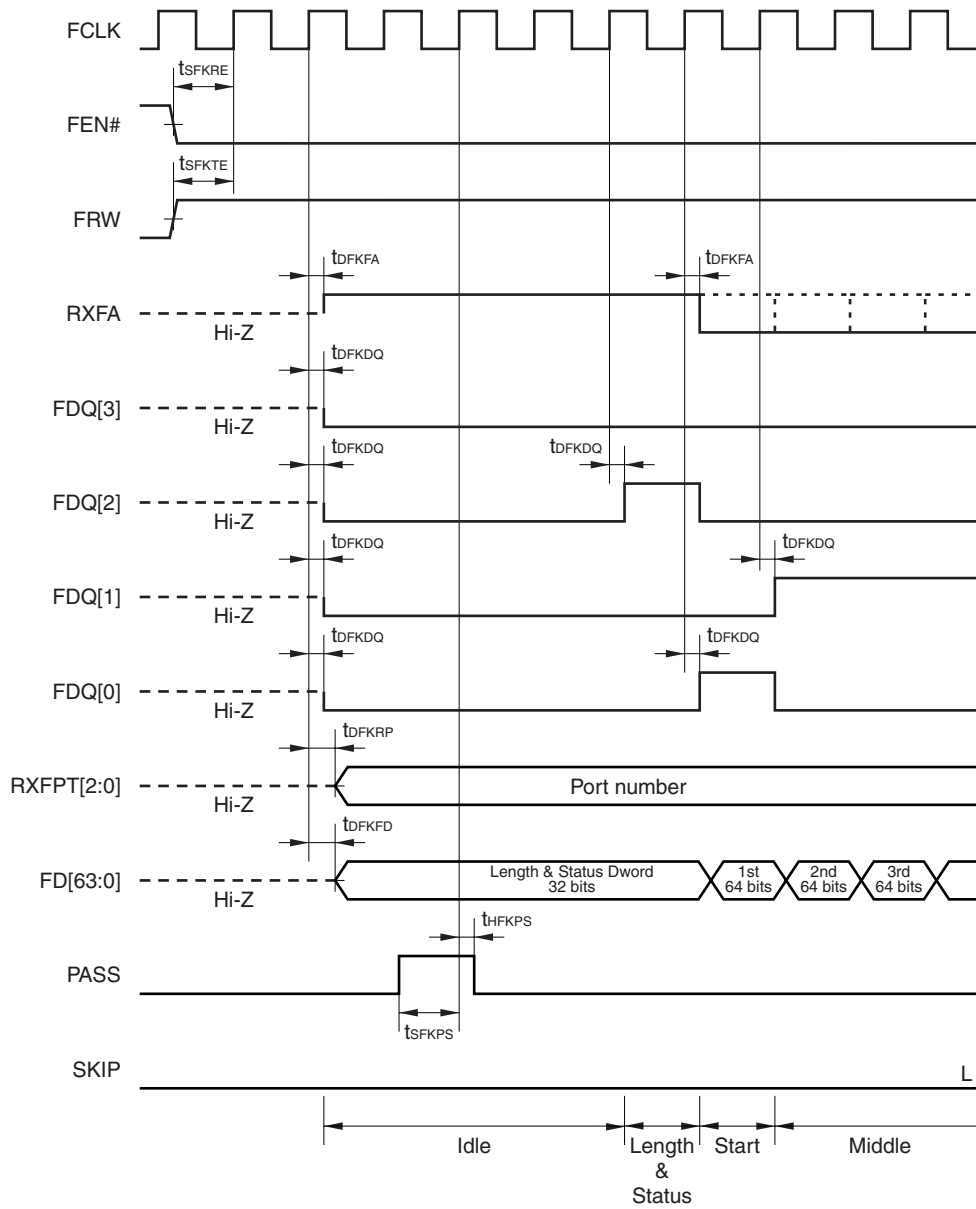 FCLK
tSFKRE
FEN#
tSFKTE
FRW
tDFKFA
tDFKFA
RXFA
Hi-Z
tDFKDQ
FDQ[3]
Hi-Z
tDFKDQ
tDFKDQ
FDQ[2]
Hi-Z
tDFKDQ
tDFKDQ
FDQ[1]
Hi-Z
tDFKDQ
tDFKDQ
FDQ[0]
Hi-Z
tDFKRP
RXFPT[2:0]
Hi-Z
Port number
tDFKFD
FD[63:0]
Hi-Z
Length & Status Dword
32 bits
1st
64 bits
2nd
64 bits
3rd
64 bits
tHFKPS
PASS
tSFKPS
SKIP
L
Idle
Length
&
Status
Start
Middle